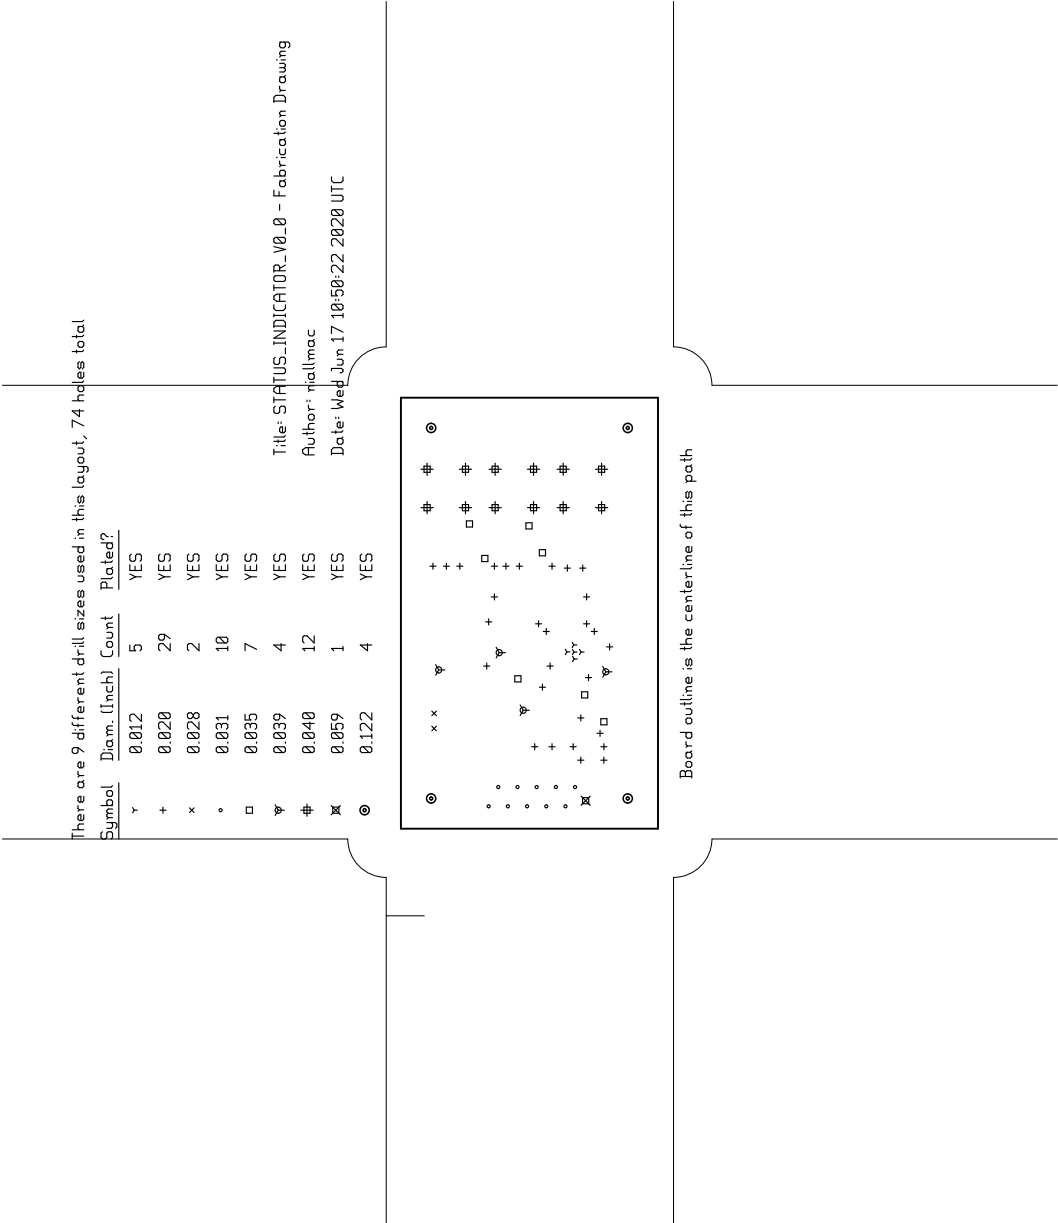 There are 9 different drill sizes used in this layout, 74 holes total
Symbol Diam. (Inch) Count Plated?
0.012 5 YES
0.020 29 YES
0.028 2 YES
0.031 10 YES
0.035 7 YES
0.039 4 YES
0.040 12 YES
0.059 1 YES
0.122 4 YES
Title: STATUS_INDICATOR_V0_0 - Fabrication Drawing
Author: niallmac
Date: Wed Jun 17 10:50:22 2020 UTC
Board outline is the centerline of this path